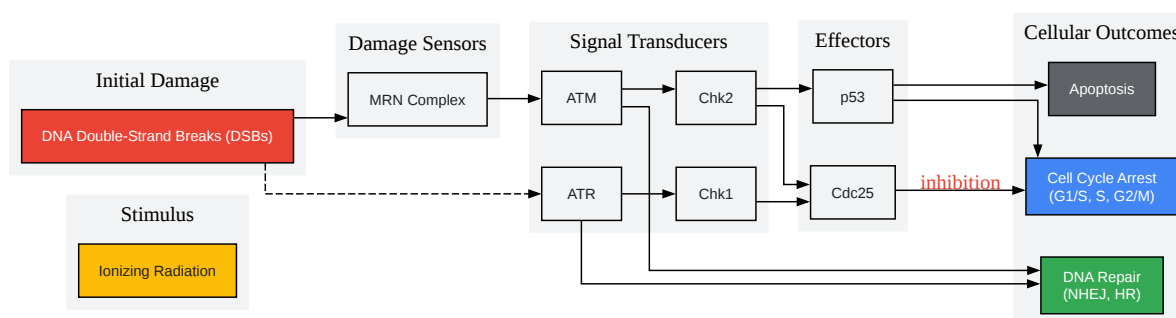 Initial Damage
DNA Double-Strand Breaks (DSBs)
Stimulus
Ionizing Radiation
Damage Sensors
MRN Complex
Signal Transducers
ATM
Chk2
ATR
Chk1
Effectors
p53
Cdc25
inhibition
Cellular Outcomes
Apoptosis
Cell Cycle Arrest
(G1/S, S, G2/M)
DNA Repair
(NHEJ, HR)